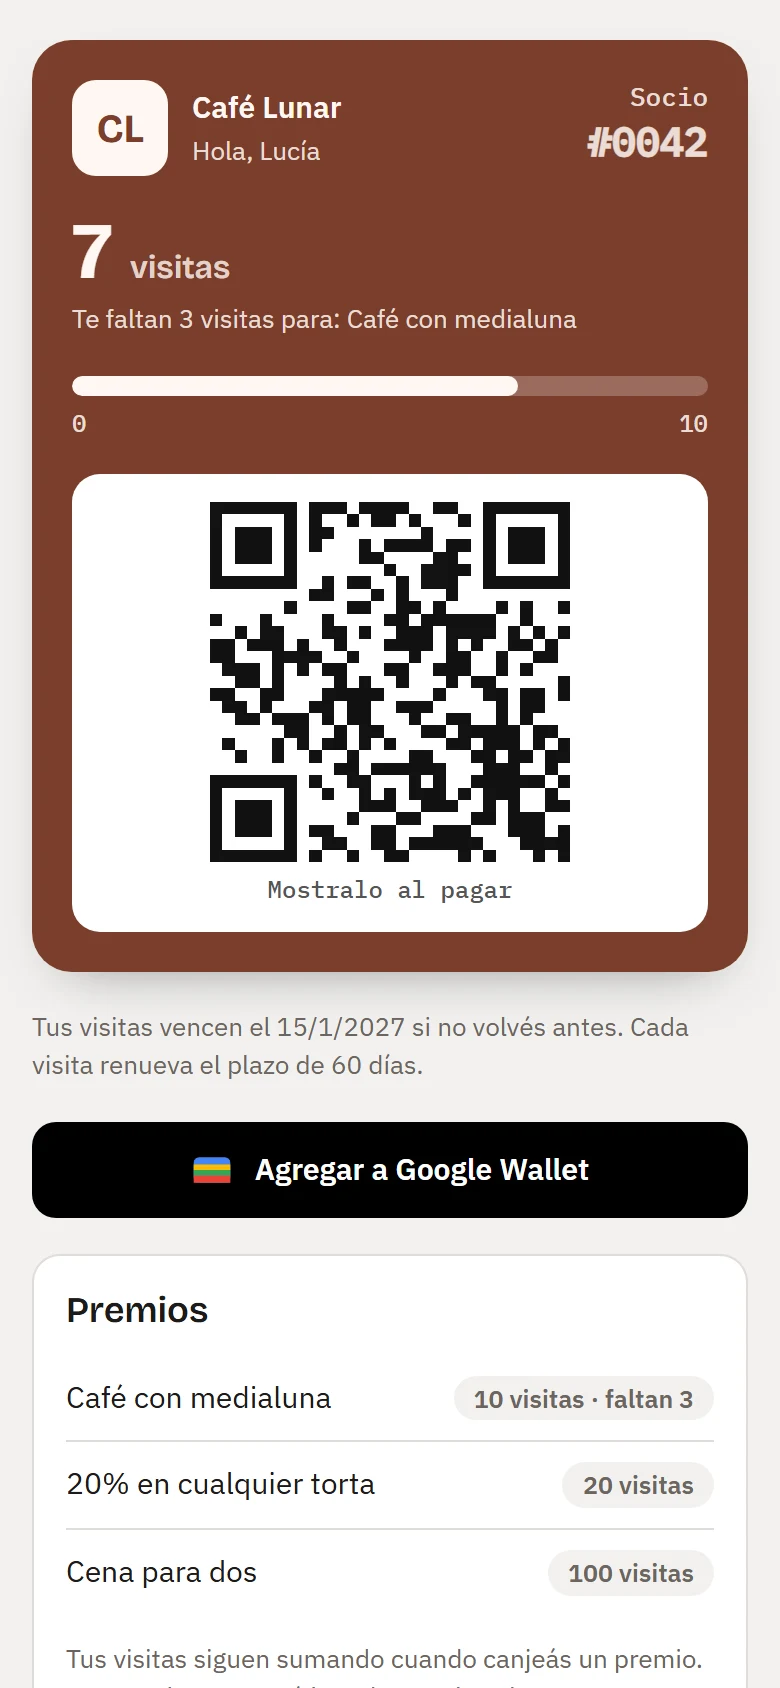 CL
Café Lunar
Hola, Lucía
Socio
#0042
7 visitas
Te faltan 3 visitas para: Café con medialuna
0
10
Mostralo al pagar
Tus visitas vencen el 15/1/2027 si no volvés antes. Cada
visita renueva el plazo de 60 días.
Agregar a Google Wallet
Premios
Café con medialuna
10 visitas · faltan 3
20% en cualquier torta
20 visitas
Cena para dos
100 visitas
Tus visitas siguen sumando cuando canjeás un premio.